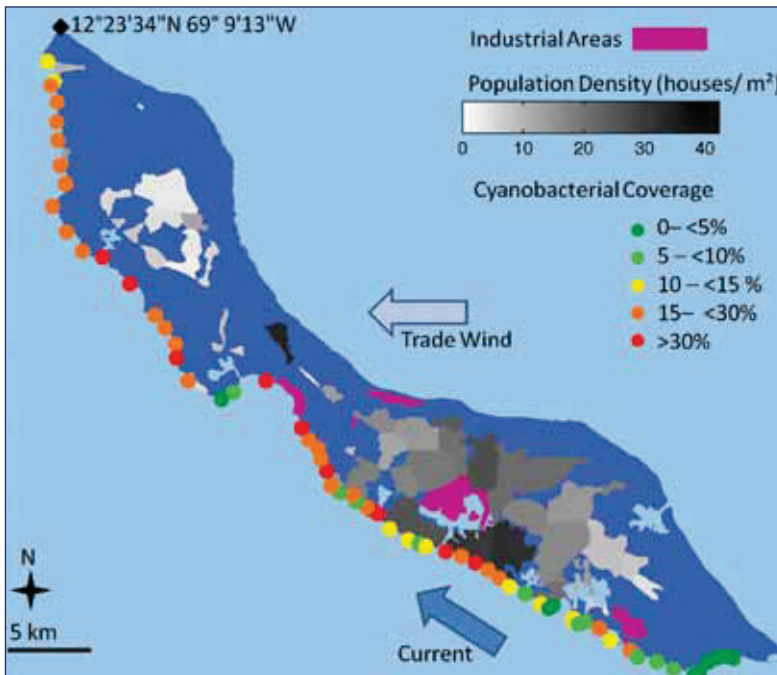 12°23'34"N 69° 9'13"W
Industrial Areas
Population Density (houses/ m²)
0 10 20 30 40
Cyanobacterial Coverage
0– <5%
5 – <10%
10 – <15 %
15– <30%
>30%
Trade Wind
N
5 km
Current